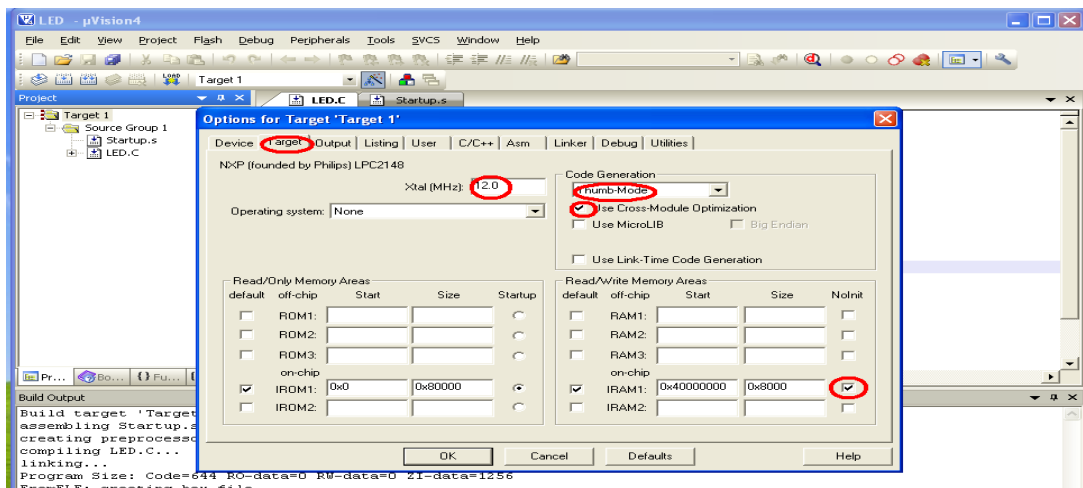 LED - µVision4
File Edit View Project Flash Debug Peripherals Tools SVCS Window Help
LOAD Target 1
Project
LED.C Startup.s
Target 1
Source Group 1
Startup.s
LED.C
Options for Target 'Target 1'
Device Target Output Listing User C/C++ Asm Linker Debug Utilities
NXP (founded by Philips) LPC2148
Xtal (MHz): 12.0
Operating system: None
Code Generation
Thumb-Mode
Use Cross-Module Optimization
Use MicroLIB Big Endian
Use Link-Time Code Generation
Read/Only Memory Areas
default off-chip Start Size Startup
ROM1:
ROM2:
ROM3:
on-chip
IROM1: 0x0 0x80000
IROM2:
Read/Write Memory Areas
default off-chip Start Size NoInit
RAM1:
RAM2:
RAM3:
on-chip
IRAM1: 0x40000000 0x8000
IRAM2:
OK Cancel Defaults Help
Pr... Bo... {} Fu...
Build Output
Build target 'Target
assembling Startup.s
creating preprocesso
compiling LED.C...
linking...
Program Size: Code=644 RO-data=0 RW-data=0 ZI-data=1256